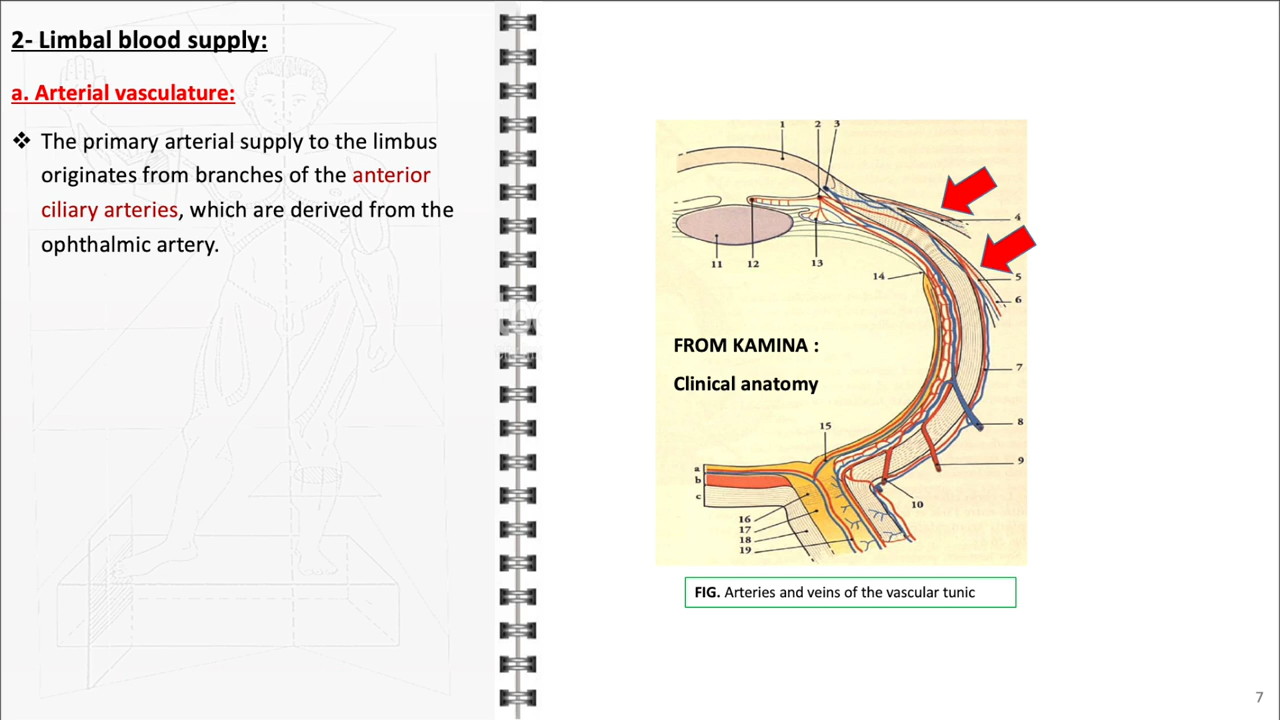 2- Limbal blood supply:
a. Arterial vasculature:
❖ The primary arterial supply to the limbus
originates from branches of the anterior
ciliary arteries, which are derived from the
ophthalmic artery.
1 2 3
4
11 12 13
14
5
6
FROM KAMINA :
7
Clinical anatomy
8
15
9
a
b
c
10
16
17
18
19
FIG. Arteries and veins of the vascular tunic
7